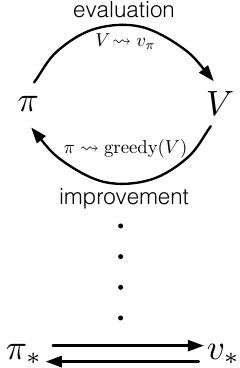 evaluation
V ⇝ v_π
π V
π ⇝ greedy(V)
improvement
π_* v_*